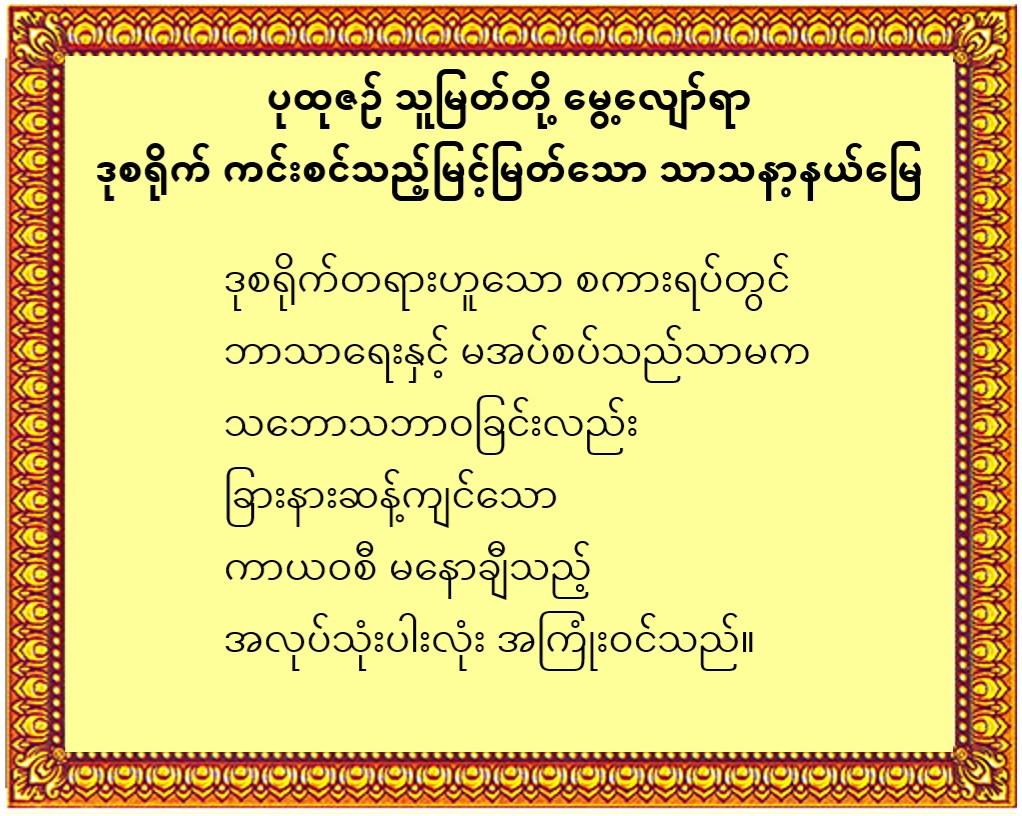 ပုထုဇဉ် သူမြတ်တို့ မွေ့လျော်ရာ
ဒုစရိုက် ကင်းစင်သည့်မြင့်မြတ်သော သာသနာ့နယ်မြေ
ဒုစရိုက်တရားဟူသော စကားရပ်တွင်
ဘာသာရေးနှင့် မအပ်စပ်သည်သာမက
သဘောသဘာဝခြင်းလည်း
ခြားနားဆန့်ကျင်သော
ကာယဝစီ မနောချီသည့်
အလုပ်သုံးပါးလုံး အကြုံးဝင်သည်။